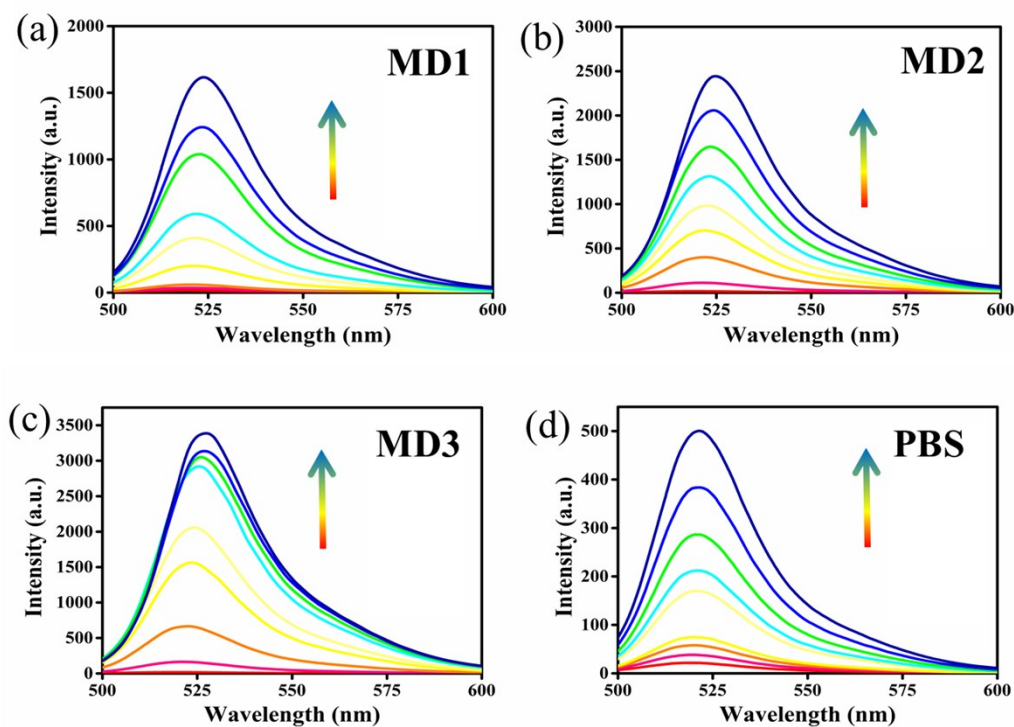 (a)
MD1
2000
1500
1000
500
0
Intensity (a.u.)
500 525 550 575 600
Wavelength (nm)
(b)
MD2
3000
2500
2000
1500
1000
500
0
Intensity (a.u.)
500 525 550 575 600
Wavelength (nm)
(c)
MD3
3500
3000
2500
2000
1500
1000
500
0
Intensity (a.u.)
500 525 550 575 600
Wavelength (nm)
(d)
PBS
500
400
300
200
100
0
Intensity (a.u.)
500 525 550 575 600
Wavelength (nm)